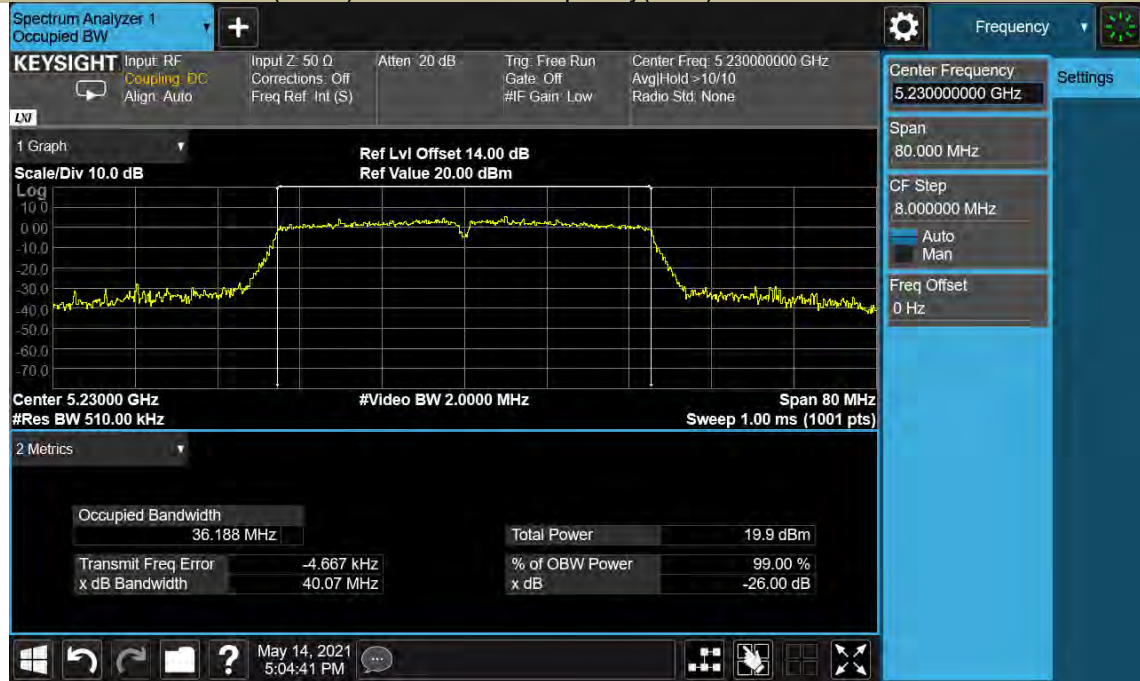 Spectrum Analyzer 1
Occupied BW
Frequency
KEYSIGHT
Input: RF
Coupling: DC
Align: Auto
Input Z: 50 Ω
Corrections: Off
Freq Ref: Int (S)
Atten: 20 dB
Trig: Free Run
Gate: Off
#IF Gain: Low
Center Freq: 5.230000000 GHz
Avg|Hold >10/10
Radio Std: None
LXI
Center Frequency
5.230000000 GHz
Settings
Span
80.000 MHz
CF Step
8.000000 MHz
Auto
Man
Freq Offset
0 Hz
1 Graph
Scale/Div 10.0 dB
Ref Lvl Offset 14.00 dB
Ref Value 20.00 dBm
Log
10.0
0.00
-10.0
-20.0
-30.0
-40.0
-50.0
-60.0
-70.0
Center 5.23000 GHz
#Video BW 2.0000 MHz
Span 80 MHz
#Res BW 510.00 kHz
Sweep 1.00 ms (1001 pts)
2 Metrics
Occupied Bandwidth
36.188 MHz
Total Power 19.9 dBm
Transmit Freq Error -4.667 kHz
% of OBW Power 99.00 %
x dB Bandwidth 40.07 MHz
x dB -26.00 dB
May 14, 2021
5:04:41 PM